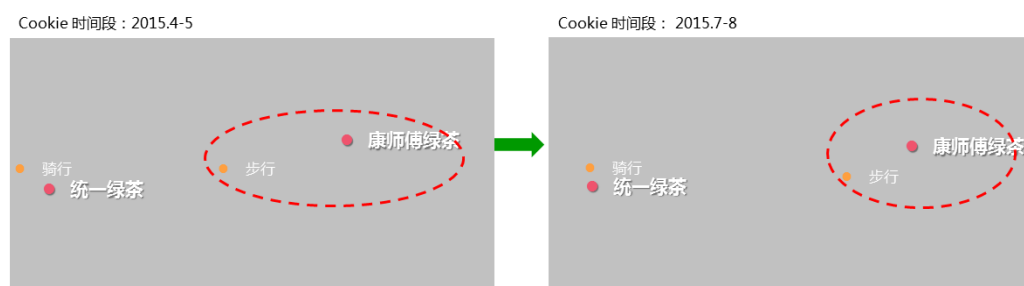 Cookie 时间段：2015.4-5
康师傅绿茶
骑行
步行
统一绿茶
Cookie 时间段： 2015.7-8
康师傅绿茶
骑行
步行
统一绿茶